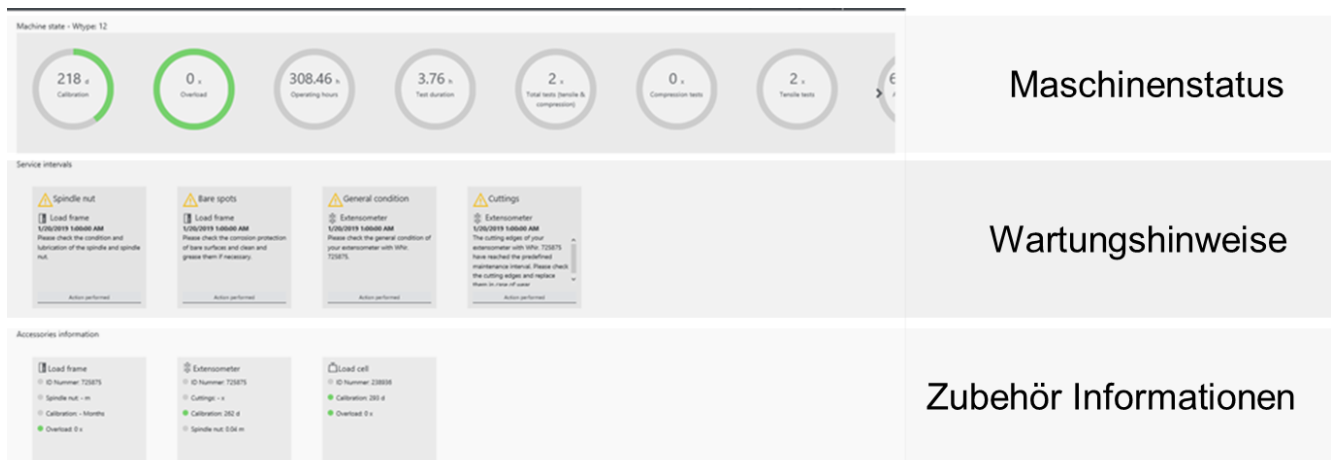 Machine state - Wtype: 12
218 d
Calibration
0 x
Overload
308.46 h
Operating hours
3.76 h
Test duration
2 x
Total tests (tensile &
compression)
0 x
Compression tests
2 x
Tensile tests
Maschinenstatus
Service intervals
Spindle nut
Load frame
1/20/2019 1:00:00 AM
Please check the condition and
lubrication of the spindle and spindle
nut.
Action performed
Bare spots
Load frame
1/20/2019 1:00:00 AM
Please check the corrosion protection
of bare surfaces and clean and
grease them if necessary.
Action performed
General condition
Extensometer
1/20/2019 1:00:00 AM
Please check the general condition of
your extensometer with WNr.
725875.
Action performed
Cuttings
Extensometer
1/20/2019 1:00:00 AM
The cutting edges of your
extensometer with WNr. 725875
have reached the predefined
maintenance interval. Please check
the cutting edges and replace
them in case of wear
Action performed
Wartungshinweise
Accessories information
Load frame
ID Nummer: 725875
Spindle nut: - m
Calibration: - Months
Overload: 0 x
Extensometer
ID Nummer: 725875
Cuttings: - x
Calibration: 282 d
Spindle nut: 0.04 m
Load cell
ID Nummer: 238938
Calibration: 293 d
Overload: 0 x
Zubehör Informationen